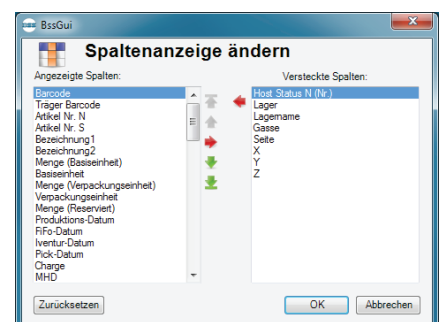 BssGui
Spaltenanzeige ändern
Angezeigte Spalten:
Barcode
Träger Barcode
Artikel Nr. N
Artikel Nr. S
Bezeichnung1
Bezeichnung2
Menge (Basiseinheit)
Basiseinheit
Menge (Verpackungseinheit)
Verpackungseinheit
Menge (Reserviert)
Produktions-Datum
FiFo-Datum
Iventur-Datum
Pick-Datum
Charge
MHD
Versteckte Spalten:
Host Status N (Nr.)
Lager
Lagername
Gasse
Seite
X
Y
Z
Zurücksetzen
OK
Abbrechen